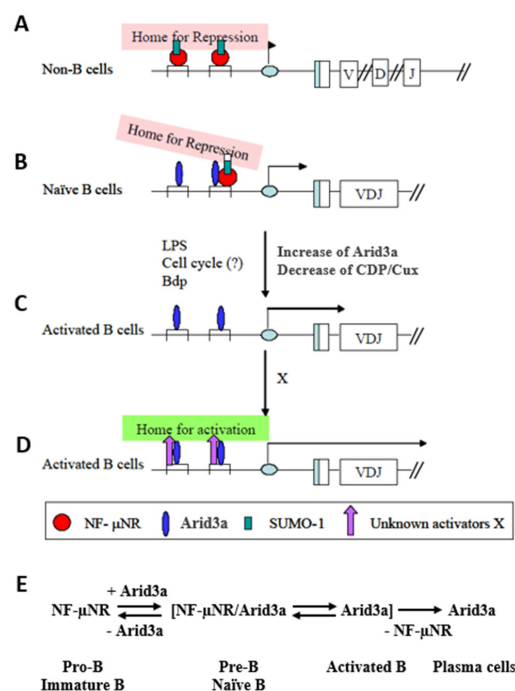 A
Home for Repression
Non-B cells
V
D
J
Home for Repression
B
Naïve B cells
VDJ
LPS
Cell cycle (?)
Bdp
Increase of Arid3a
Decrease of CDP/Cux
C
Activated B cells
VDJ
X
Home for activation
D
Activated B cells
VDJ
NF- μNR Arid3a SUMO-1 Unknown activators X
E
+ Arid3a
NF-μNR [NF-μNR/Arid3a Arid3a] Arid3a
- Arid3a - NF-μNR
Pro-B Pre-B Activated B Plasma cells
Immature B Naïve B